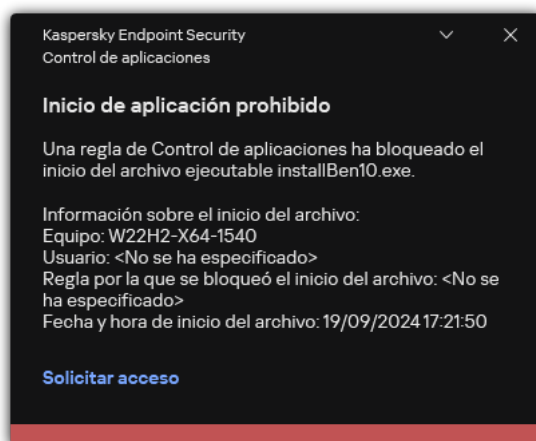 Kaspersky Endpoint Security
Control de aplicaciones
Inicio de aplicación prohibido
Una regla de Control de aplicaciones ha bloqueado el
inicio del archivo ejecutable installBen10.exe.
Información sobre el inicio del archivo:
Equipo: W22H2-X64-1540
Usuario: <No se ha especificado>
Regla por la que se bloqueó el inicio del archivo: <No se
ha especificado>
Fecha y hora de inicio del archivo: 19/09/2024 17:21:50
Solicitar acceso